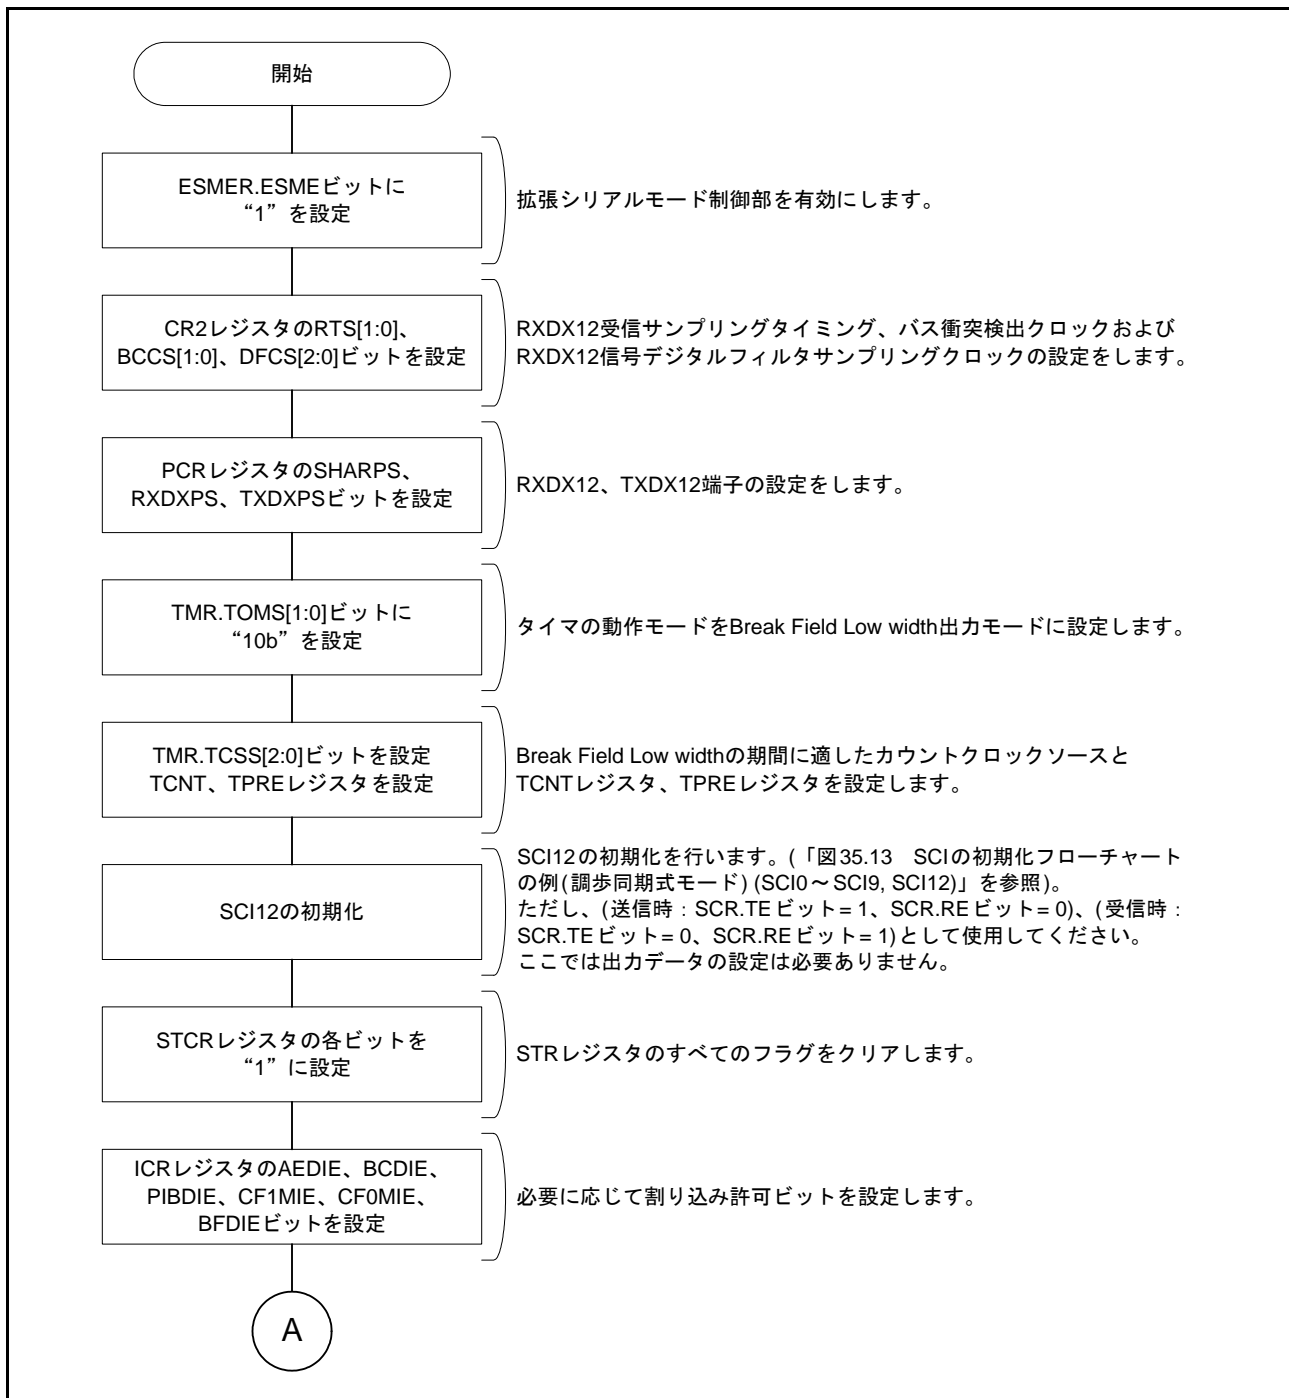 開始
ESMER.ESMEビットに
“1”を設定
拡張シリアルモード制御部を有効にします。
CR2レジスタのRTS[1:0]、
BCCS[1:0]、DFCS[2:0]ビットを設定
RXDX12受信サンプリングタイミング、バス衝突検出クロックおよび
RXDX12信号デジタルフィルタサンプリングクロックの設定をします。
PCRレジスタのSHARPS、
RXDXPS、TXDXPSビットを設定
RXDX12、TXDX12端子の設定をします。
TMR.TOMS[1:0]ビットに
“10b”を設定
タイマの動作モードをBreak Field Low width出力モードに設定します。
TMR.TCSS[2:0]ビットを設定
TCNT、TPREレジスタを設定
Break Field Low widthの期間に適したカウントクロックソースと
TCNTレジスタ、TPREレジスタを設定します。
SCI12の初期化
SCI12の初期化を行います。(「図35.13 SCIの初期化フローチャート
の例(調歩同期式モード) (SCI0～SCI9, SCI12)」を参照)。
ただし、(送信時：SCR.TEビット= 1、SCR.REビット= 0)、(受信時：
SCR.TEビット= 0、SCR.REビット= 1)として使用してください。
ここでは出力データの設定は必要ありません。
STCRレジスタの各ビットを
“1”に設定
STRレジスタのすべてのフラグをクリアします。
ICRレジスタのAEDIE、BCDIE、
PIBDIE、CF1MIE、CF0MIE、
BFDIEビットを設定
必要に応じて割り込み許可ビットを設定します。
A